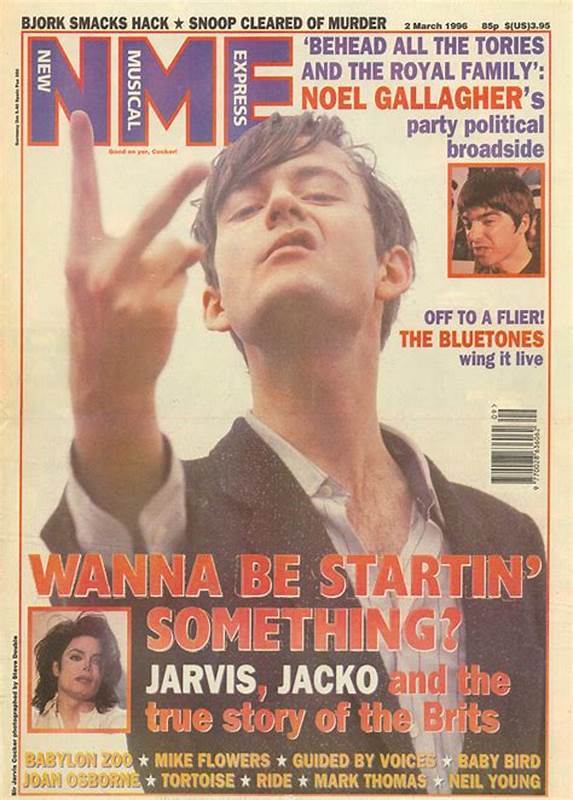 BJORK SMACKS HACK ★ SNOOP CLEARED OF MURDER 2 March 1996 85p $(US)3.95
NME
NEW
MUSICAL
EXPRESS
Good on yer, Cocker!
'BEHEAD ALL THE TORIES
AND THE ROYAL FAMILY':
NOEL GALLAGHER's
party political
broadside
OFF TO A FLIER!
THE BLUETONES
wing it live
09
9 770028 636062
WANNA BE STARTIN'
SOMETHING?
JARVIS, JACKO and the
true story of the Brits
Sir Jarvis Cocker photographed by Steve Double
BABYLON ZOO ★ MIKE FLOWERS ★ GUIDED BY VOICES ★ BABY BIRD
JOAN OSBORNE ★ TORTOISE ★ RIDE ★ MARK THOMAS ★ NEIL YOUNG